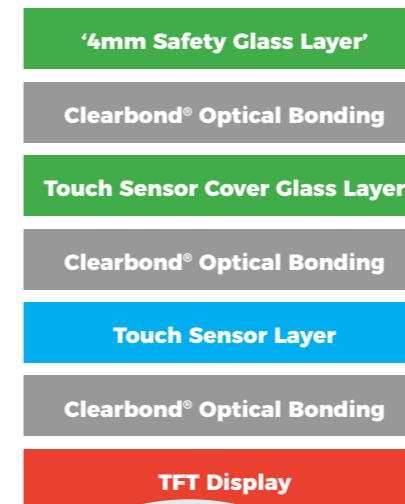 ‘4mm Safety Glass Layer’
Clearbond® Optical Bonding
Touch Sensor Cover Glass Layer
Clearbond® Optical Bonding
Touch Sensor Layer
Clearbond® Optical Bonding
TFT Display